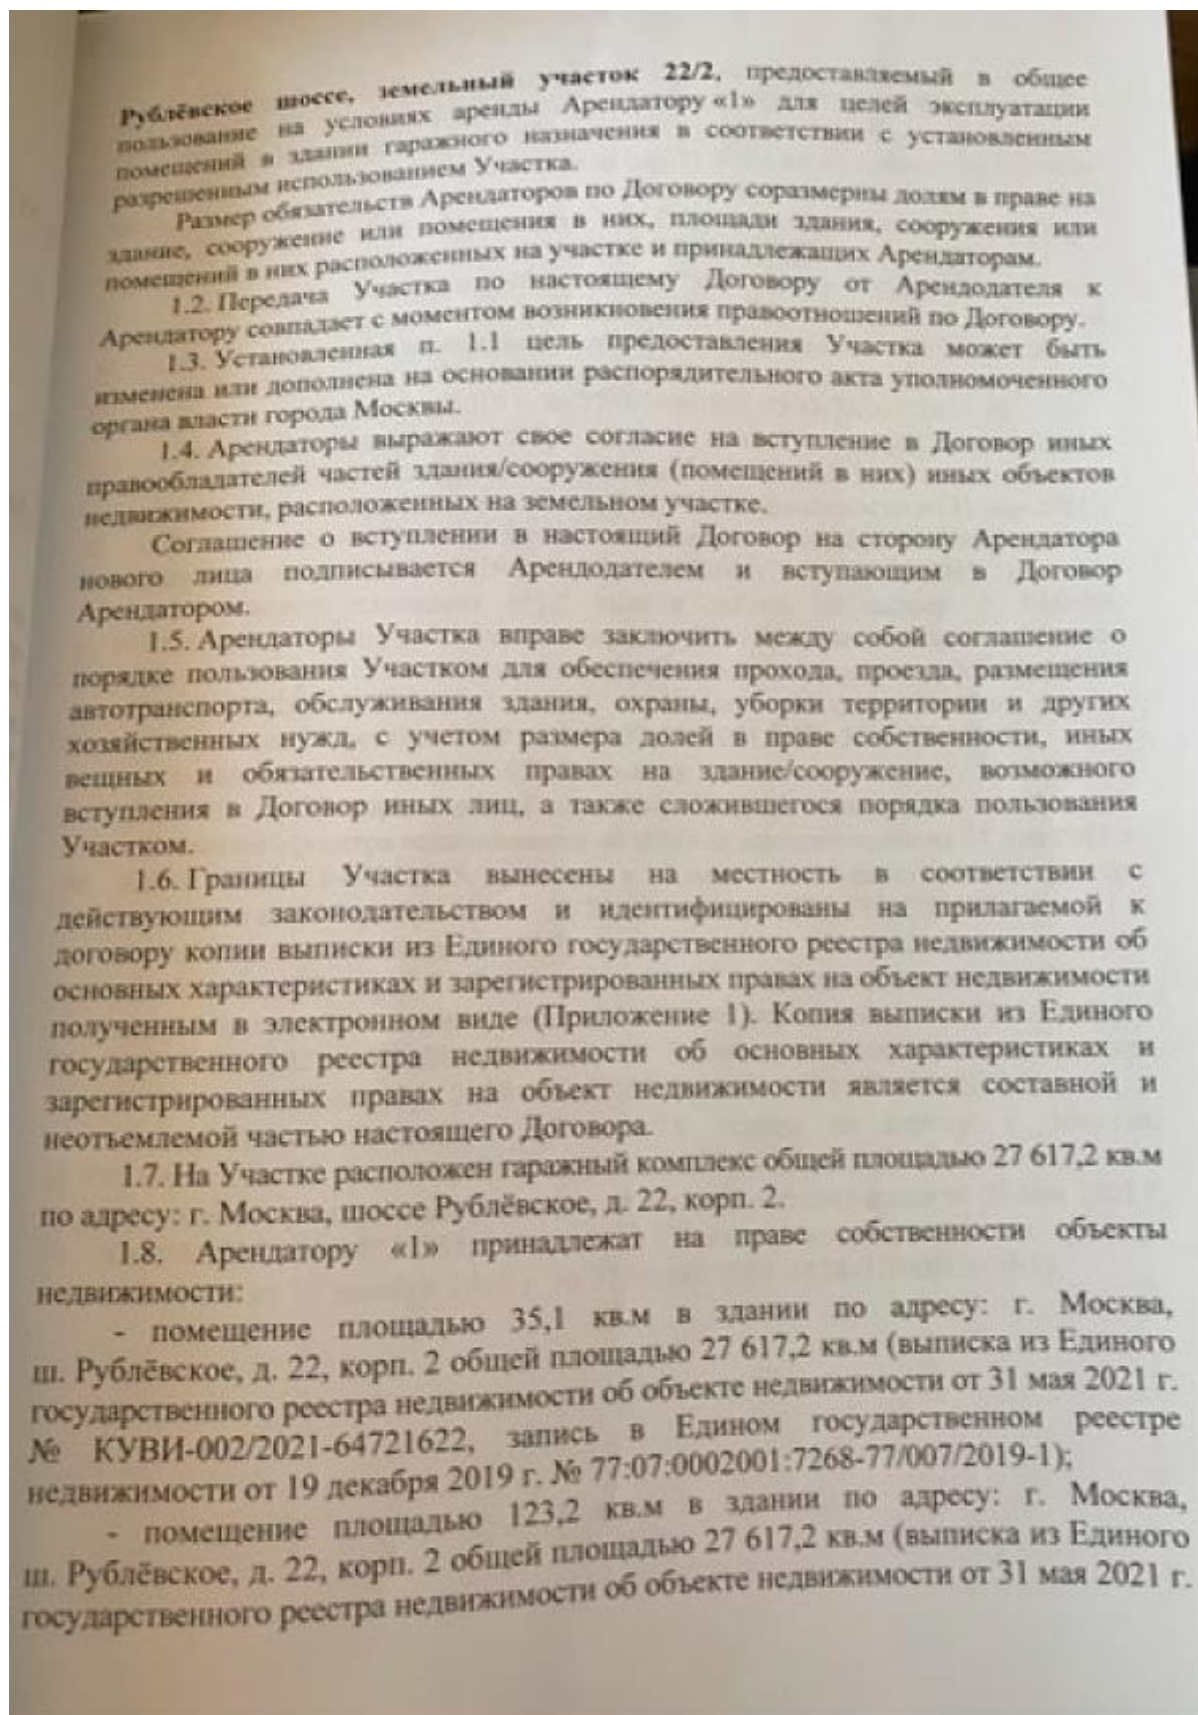 Рублёвское шоссе, земельный участок 22/2, предоставляемый в общее
пользование на условиях аренды Арендатору «1» для целей эксплуатации
помещений в здании гаражного назначения в соответствии с установленным
разрешенным использованием Участка.
Размер обязательств Арендаторов по Договору соразмерны долям в праве на
здание, сооружение или помещения в них, площади здания, сооружения или
помещений в них расположенных на участке и принадлежащих Арендаторам.
1.2. Передача Участка по настоящему Договору от Арендодателя к
Арендатору совпадает с моментом возникновения правоотношений по Договору.
1.3. Установленная п. 1.1 цель предоставления Участка может быть
изменена или дополнена на основании распорядительного акта уполномоченного
органа власти города Москвы.
1.4. Арендаторы выражают свое согласие на вступление в Договор иных
правообладателей частей здания/сооружения (помещений в них) иных объектов
недвижимости, расположенных на земельном участке.
Соглашение о вступлении в настоящий Договор на сторону Арендатора
нового лица подписывается Арендодателем и вступающим в Договор
Арендатором.
1.5. Арендаторы Участка вправе заключить между собой соглашение о
порядке пользования Участком для обеспечения прохода, проезда, размещения
автотранспорта, обслуживания здания, охраны, уборки территории и других
хозяйственных нужд, с учетом размера долей в праве собственности, иных
вещных и обязательственных правах на здание/сооружение, возможного
вступления в Договор иных лиц, а также сложившегося порядка пользования
Участком.
1.6. Границы Участка вынесены на местность в соответствии с
действующим законодательством и идентифицированы на прилагаемой к
договору копии выписки из Единого государственного реестра недвижимости об
основных характеристиках и зарегистрированных правах на объект недвижимости
полученным в электронном виде (Приложение 1). Копия выписки из Единого
государственного реестра недвижимости об основных характеристиках и
зарегистрированных правах на объект недвижимости является составной и
неотъемлемой частью настоящего Договора.
1.7. На Участке расположен гаражный комплекс общей площадью 27 617,2 кв.м
по адресу: г. Москва, шоссе Рублёвское, д. 22, корп. 2.
1.8. Арендатору «1» принадлежат на праве собственности объекты
недвижимости:
- помещение площадью 35,1 кв.м в здании по адресу: г. Москва,
ш. Рублёвское, д. 22, корп. 2 общей площадью 27 617,2 кв.м (выписка из Единого
государственного реестра недвижимости об объекте недвижимости от 31 мая 2021 г.
№ КУВИ-002/2021-64721622, запись в Едином государственном реестре
недвижимости от 19 декабря 2019 г. № 77:07:0002001:7268-77/007/2019-1);
- помещение площадью 123,2 кв.м в здании по адресу: г. Москва,
ш. Рублёвское, д. 22, корп. 2 общей площадью 27 617,2 кв.м (выписка из Единого
государственного реестра недвижимости об объекте недвижимости от 31 мая 2021 г.